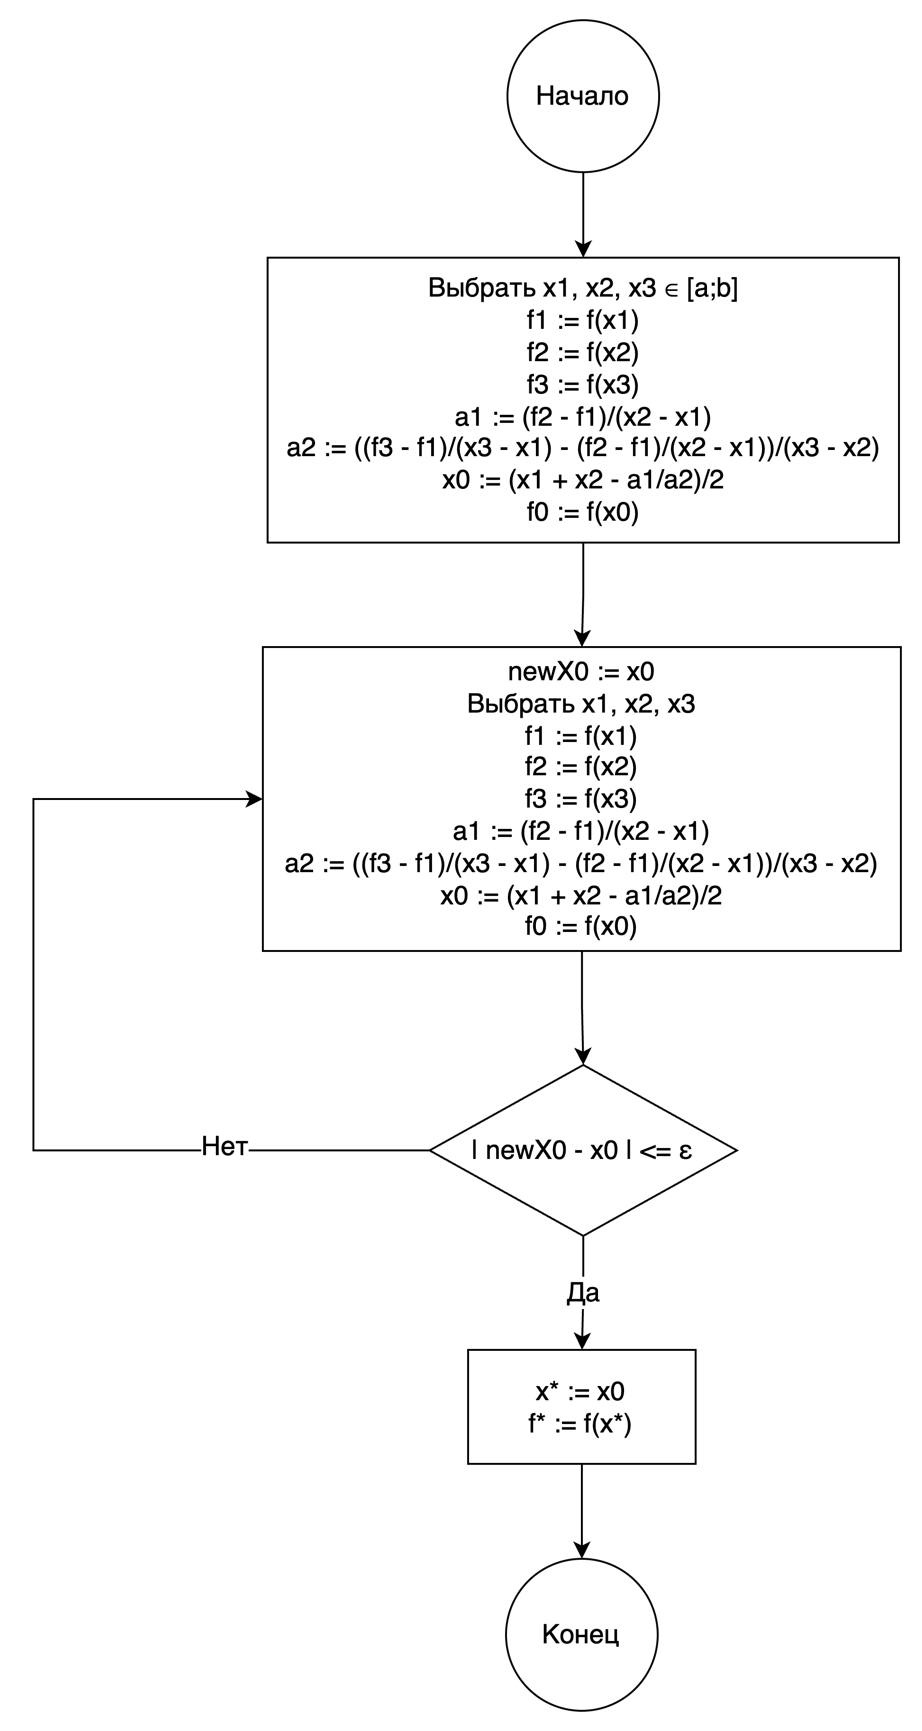 Начало
Выбрать x1, x2, x3 ∈ [a;b]
f1 := f(x1)
f2 := f(x2)
f3 := f(x3)
a1 := (f2 - f1)/(x2 - x1)
a2 := ((f3 - f1)/(x3 - x1) - (f2 - f1)/(x2 - x1))/(x3 - x2)
x0 := (x1 + x2 - a1/a2)/2
f0 := f(x0)
newX0 := x0
Выбрать x1, x2, x3
f1 := f(x1)
f2 := f(x2)
f3 := f(x3)
a1 := (f2 - f1)/(x2 - x1)
a2 := ((f3 - f1)/(x3 - x1) - (f2 - f1)/(x2 - x1))/(x3 - x2)
x0 := (x1 + x2 - a1/a2)/2
f0 := f(x0)
Нет
| newX0 - x0 | <= ε
Да
x* := x0
f* := f(x*)
Конец